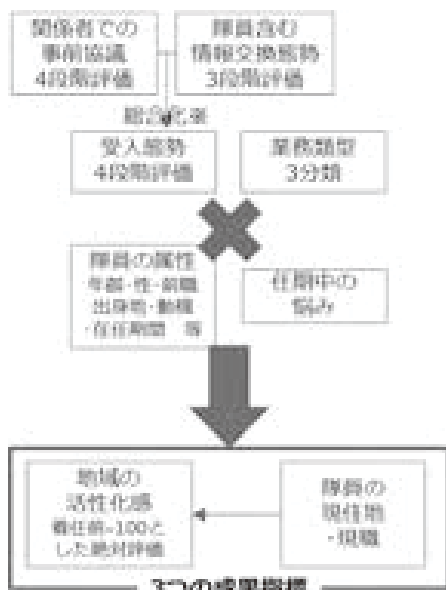 関係者での
事前協議
4段階評価
隊員含む
情報交換態勢
3段階評価
総合化
受入態勢
4段階評価
業務類型
3分類
隊員の属性
年齢・性・前職
出身地・動機
・在任期間 等
任期中の
悩み
地域の
活性化感
着任前=100と
した絶対評価
隊員の
現住地
・現職
3つの成果指標